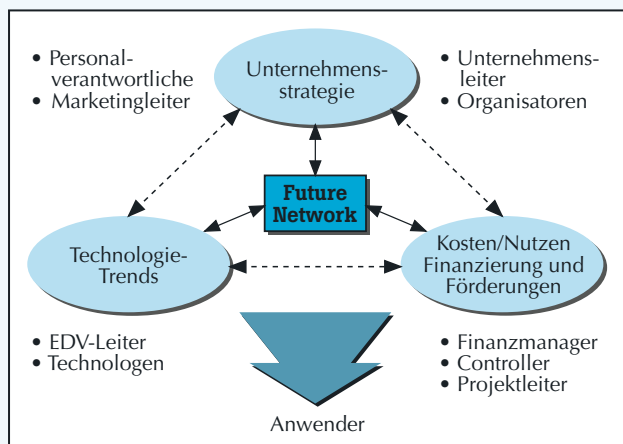 • Personal-
verantwortliche
• Marketingleiter
Unternehmens-
strategie
• Unternehmens-
leiter
• Organisatoren
Future
Network
Technologie-
Trends
Kosten/Nutzen
Finanzierung und
Förderungen
• EDV-Leiter
• Technologen
• Finanzmanager
• Controller
• Projektleiter
Anwender